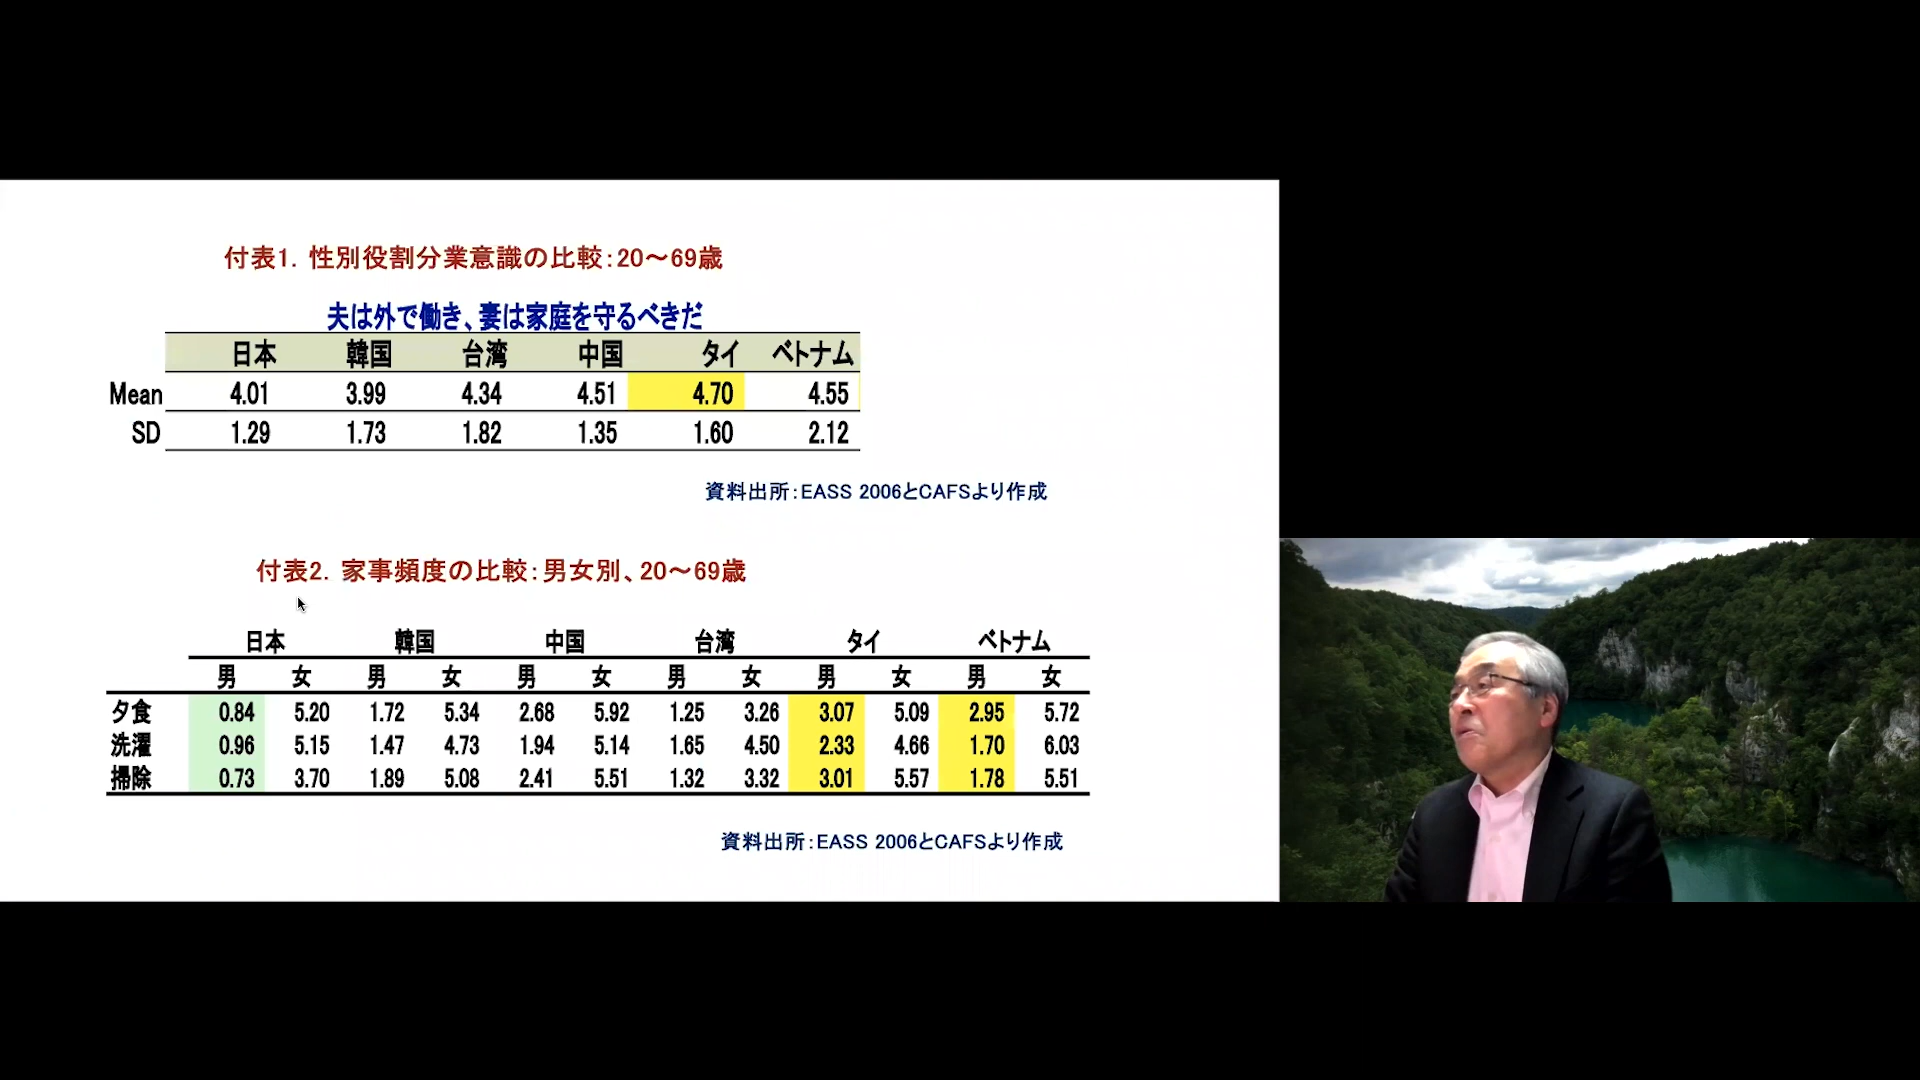 付表1. 性別役割分業意識の比較：20～69歳
夫は外で働き、妻は家庭を守るべきだ
日本 韓国 台湾 中国 タイ ベトナム
Mean 4.01 3.99 4.34 4.51 4.70 4.55
SD 1.29 1.73 1.82 1.35 1.60 2.12
資料出所：EASS 2006とCAFSより作成
付表2. 家事頻度の比較：男女別、20～69歳
日本 韓国 中国 台湾 タイ ベトナム
男 女 男 女 男 女 男 女 男 女 男 女
夕食 0.84 5.20 1.72 5.34 2.68 5.92 1.25 3.26 3.07 5.09 2.95 5.72
洗濯 0.96 5.15 1.47 4.73 1.94 5.14 1.65 4.50 2.33 4.66 1.70 6.03
掃除 0.73 3.70 1.89 5.08 2.41 5.51 1.32 3.32 3.01 5.57 1.78 5.51
資料出所：EASS 2006とCAFSより作成